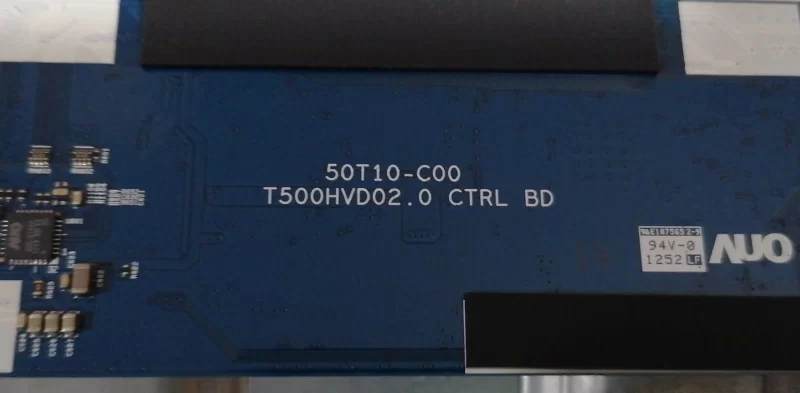 50T10-C00
T500HVD02.0 CTRL BD
94V-0
1252 LF
AUO